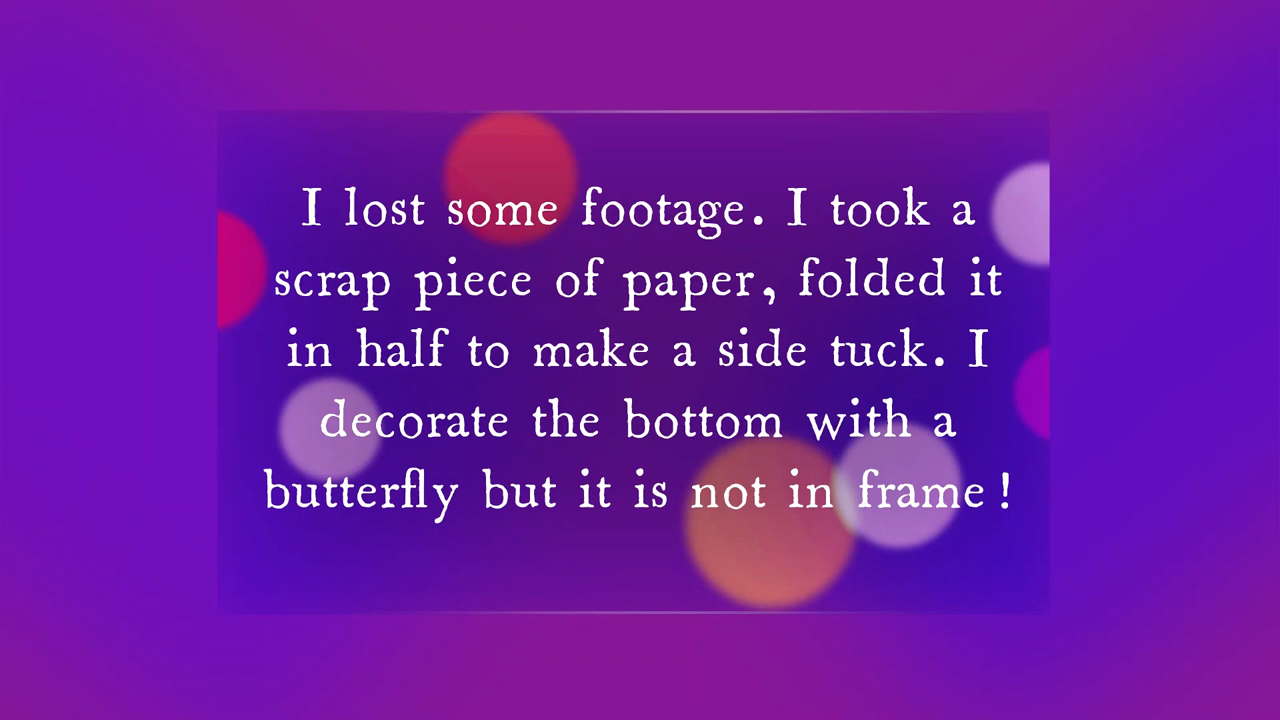 I lost some footage. I took a
scrap piece of paper, folded it
in half to make a side tuck. I
decorate the bottom with a
butterfly but it is not in frame!